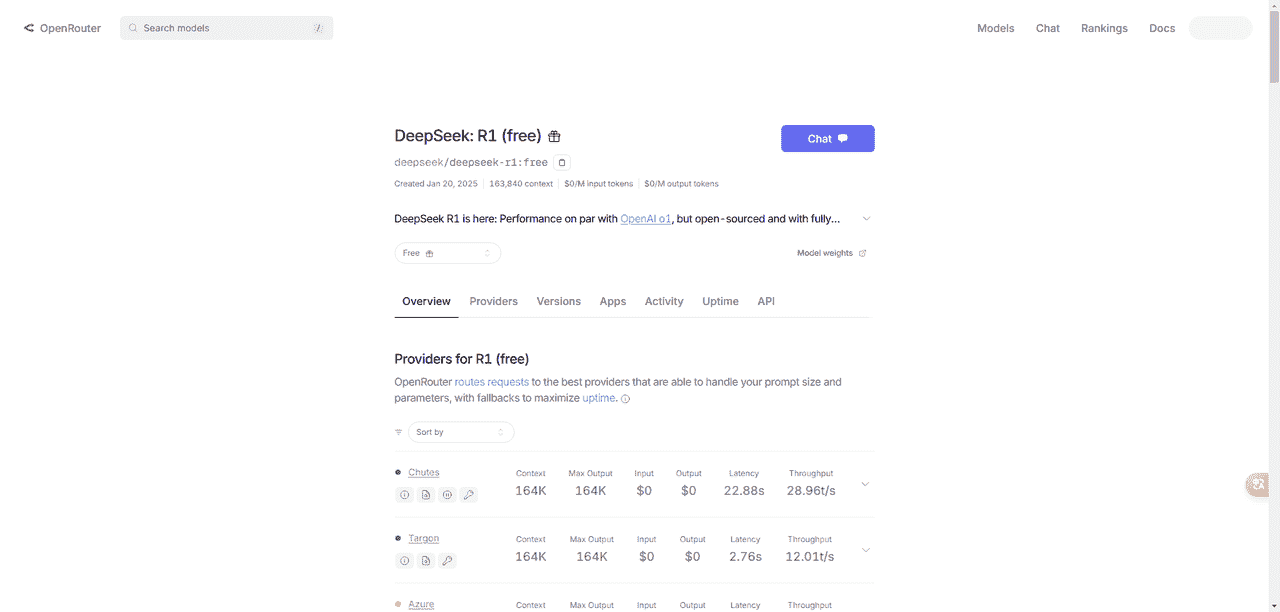 OpenRouter Search models / Models Chat Rankings Docs
DeepSeek: R1 (free) Chat
deepseek/deepseek-r1:free
Created Jan 20, 2025 163,840 context $0/M input tokens $0/M output tokens
DeepSeek R1 is here: Performance on par with OpenAI o1, but open-sourced and with fully...
Free Model weights
Overview Providers Versions Apps Activity Uptime API
Providers for R1 (free)
OpenRouter routes requests to the best providers that are able to handle your prompt size and
parameters, with fallbacks to maximize uptime.
Sort by
Chutes Context Max Output Input Output Latency Throughput
164K 164K $0 $0 22.88s 28.96t/s
Targon Context Max Output Input Output Latency Throughput
164K 164K $0 $0 2.76s 12.01t/s
Azure Context Max Output Input Output Latency Throughput